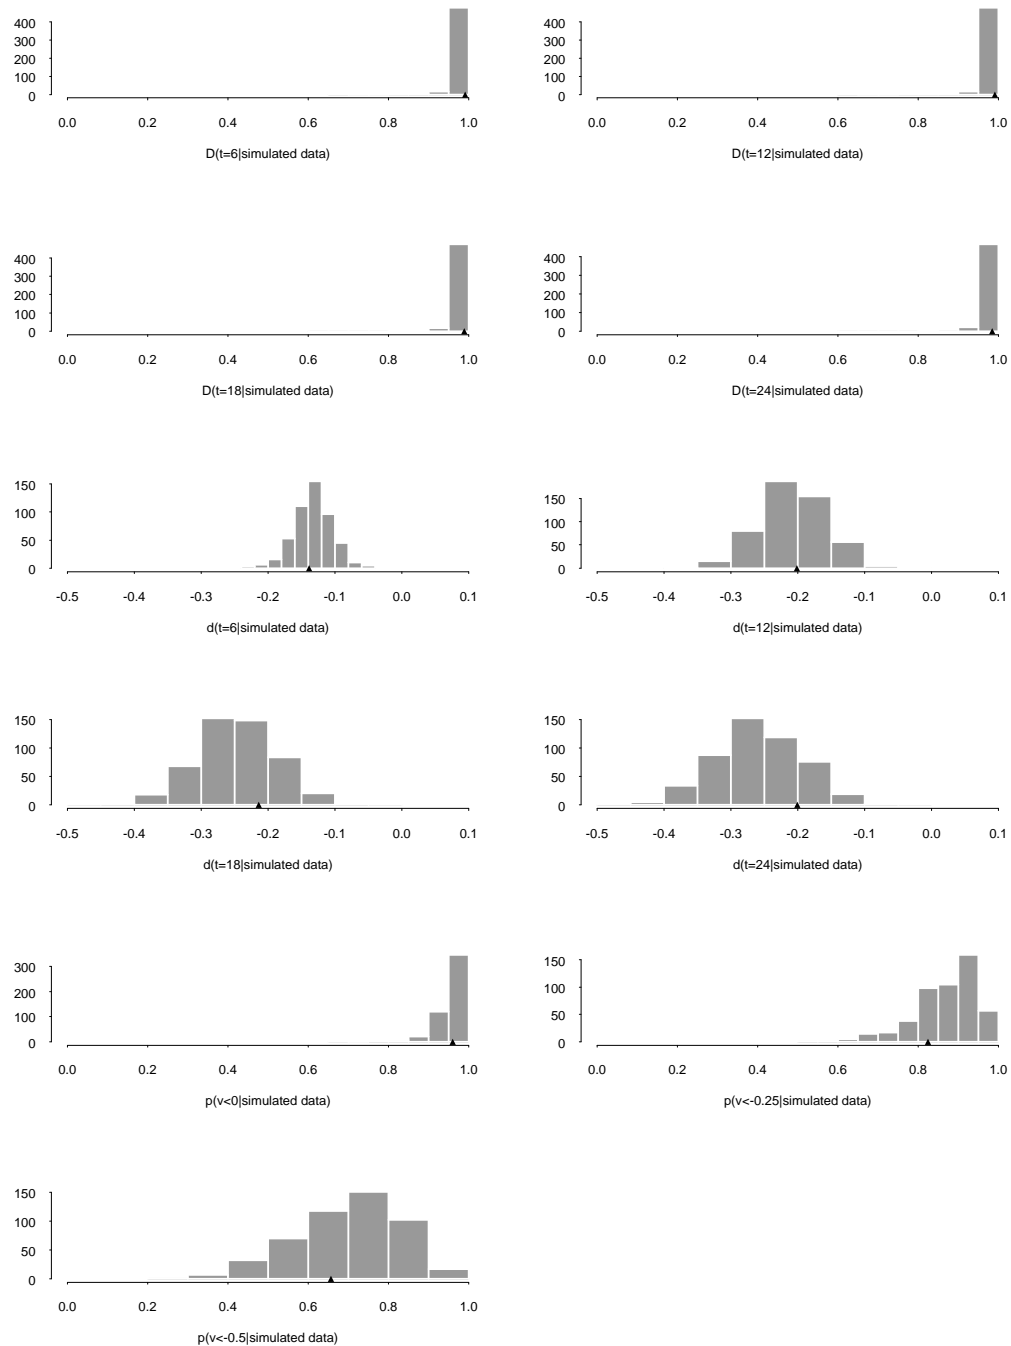 400
300
200
100
0
0.0 0.2 0.4 0.6 0.8 1.0
D(t=6|simulated data)
400
300
200
100
0
0.0 0.2 0.4 0.6 0.8 1.0
D(t=12|simulated data)
400
300
200
100
0
0.0 0.2 0.4 0.6 0.8 1.0
D(t=18|simulated data)
400
300
200
100
0
0.0 0.2 0.4 0.6 0.8 1.0
D(t=24|simulated data)
150
100
50
0
-0.5 -0.4 -0.3 -0.2 -0.1 0.0 0.1
d(t=6|simulated data)
150
100
50
0
-0.5 -0.4 -0.3 -0.2 -0.1 0.0 0.1
d(t=12|simulated data)
150
100
50
0
-0.5 -0.4 -0.3 -0.2 -0.1 0.0 0.1
d(t=18|simulated data)
150
100
50
0
-0.5 -0.4 -0.3 -0.2 -0.1 0.0 0.1
d(t=24|simulated data)
300
200
100
0
0.0 0.2 0.4 0.6 0.8 1.0
p(v<0|simulated data)
150
100
50
0
0.0 0.2 0.4 0.6 0.8 1.0
p(v<-0.25|simulated data)
150
100
50
0
0.0 0.2 0.4 0.6 0.8 1.0
p(v<-0.5|simulated data)